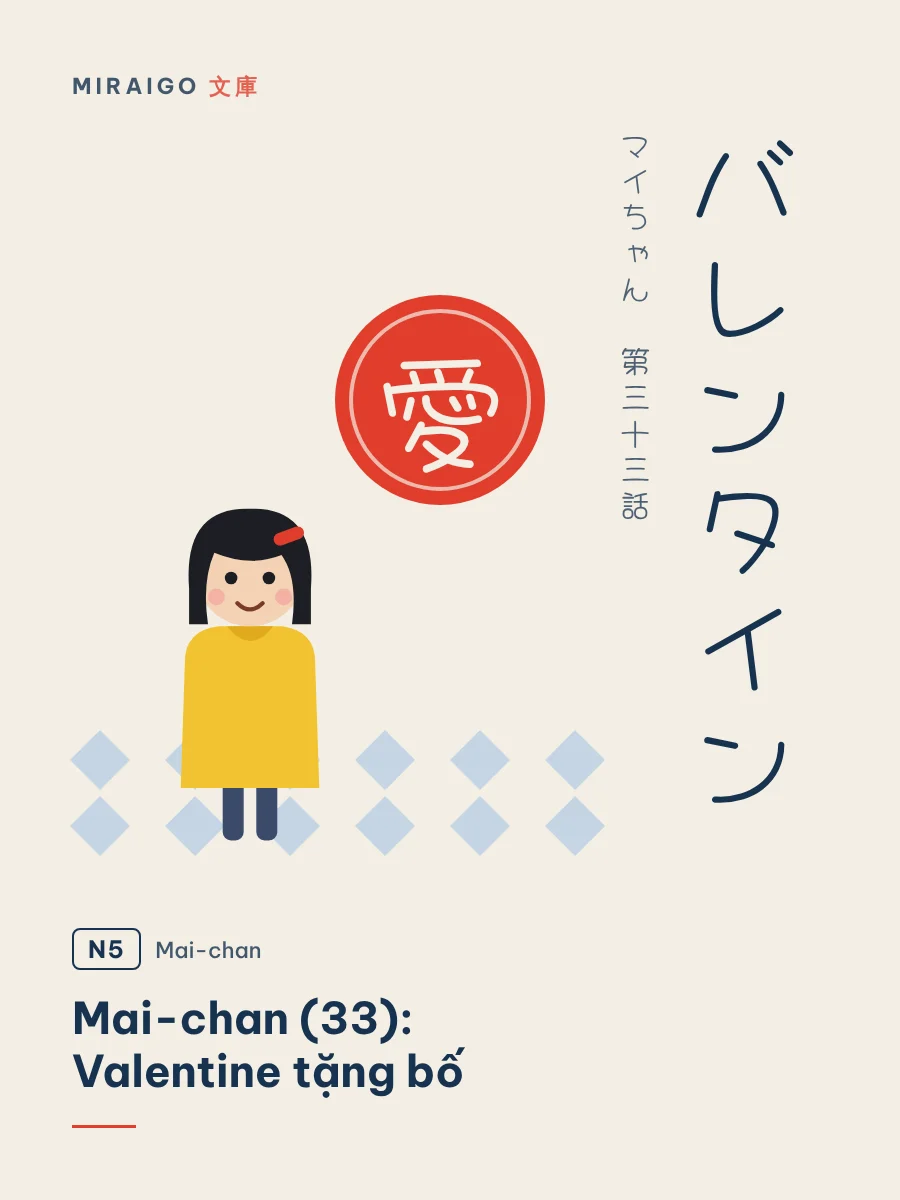 MIRAIGO 文庫
バレンタイン
マイちゃん 第三十三話
愛
N5 Mai-chan
Mai-chan (33):
Valentine tặng bố